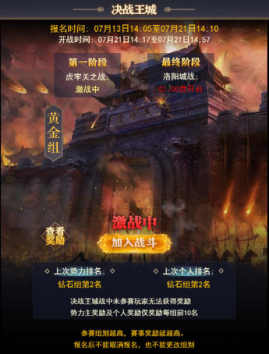 决战王城
报名时间：07月13日14:05至07月21日14:10
开战时间：07月21日14:17至07月21日14:57
第一阶段
虎牢关之战：
激战中
最终阶段
洛阳城战：
黄金组
激战中
查看
奖励
加入战斗
上次势力排名：
钻石组第2名
上次个人排名：
钻石组第2名
决战王城战中未参赛玩家无法获得奖励
势力主奖励及个人奖励仅奖励每组前10名
参赛组别越高，赛事奖励就越高。
报名后不能取消报名，也不能更改组别